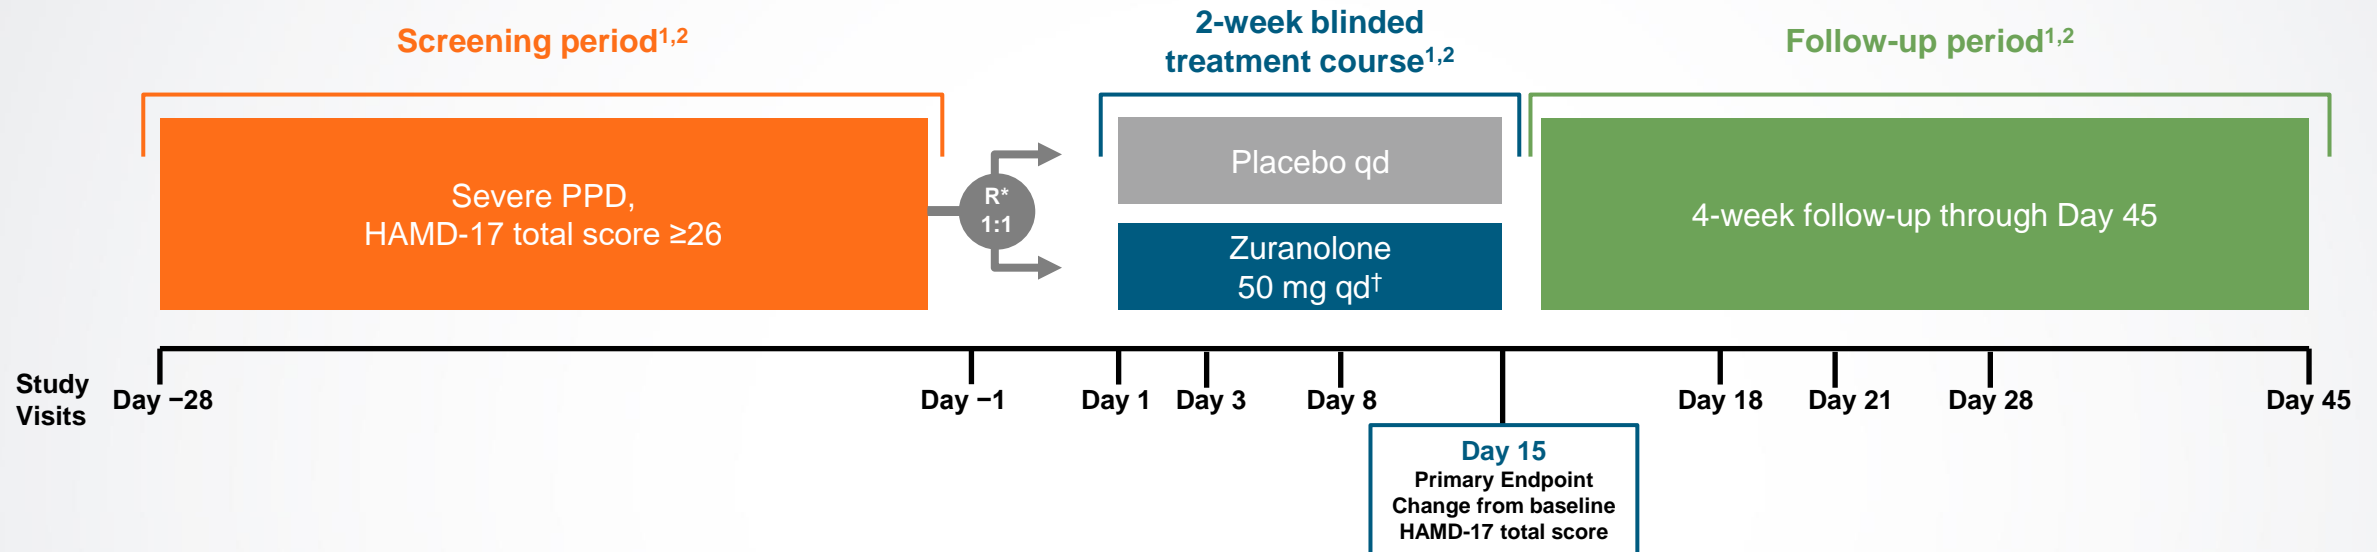 Screening period1,2
2-week blinded
treatment course1,2
Follow-up period1,2
Severe PPD,
HAMD-17 total score ≥26
R*
1:1
Placebo qd
Zuranolone
50 mg qd†
4-week follow-up through Day 45
Study
Visits
Day −28
Day −1
Day 1
Day 3
Day 8
Day 18
Day 21
Day 28
Day 45
Day 15
Primary Endpoint
Change from baseline
HAMD-17 total score